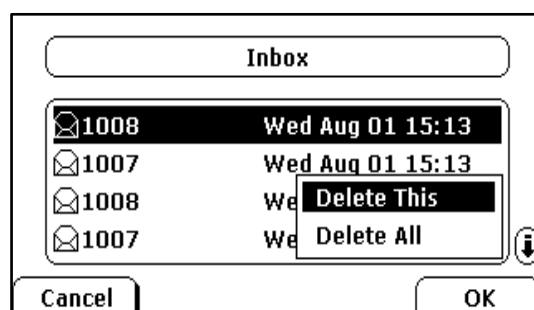 Inbox
1008 Wed Aug 01 15:13
1007 Wed Aug 01 15:13
1008 We
Delete This
1007 We
Delete All
Cancel OK